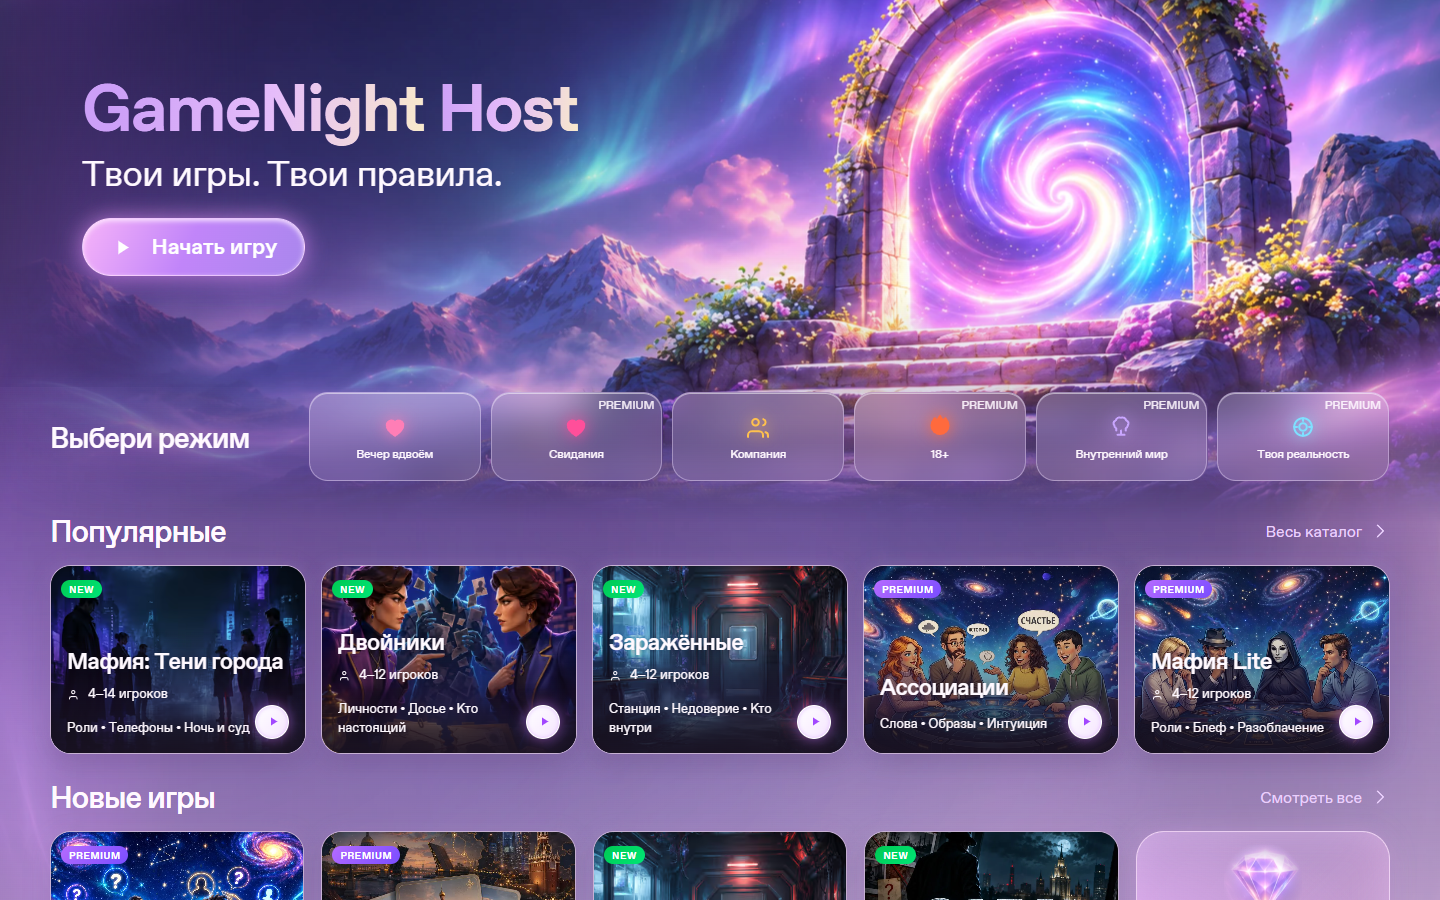 GameNight Host
Твои игры. Твои правила.
Начать игру
Выбери режим
Вечер вдвоём
PREMIUM
Свидания
Компания
PREMIUM
18+
PREMIUM
Внутренний мир
PREMIUM
Твоя реальность
Популярные
Весь каталог
NEW
Мафия: Тени города
4–14 игроков
Роли • Телефоны • Ночь и суд
NEW
Двойники
4–12 игроков
Личности • Досье • Кто
настоящий
NEW
Заражённые
4–12 игроков
Станция • Недоверие • Кто
внутри
PREMIUM
СЧАСТЬЕ
Ассоциации
Слова • Образы • Интуиция
PREMIUM
Мафия Lite
4–12 игроков
Роли • Блеф • Разоблачение
Новые игры
Смотреть все
PREMIUM
? ? ?
PREMIUM
NEW
NEW
?